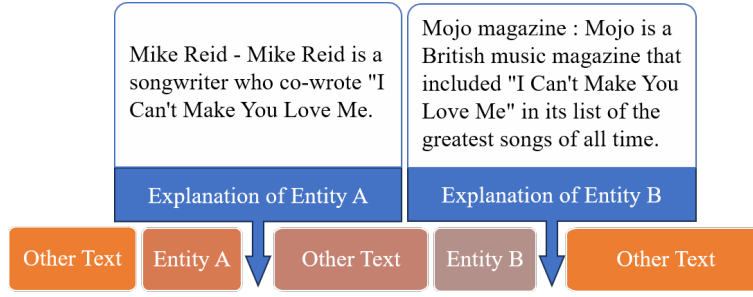 Mike Reid - Mike Reid is a
songwriter who co-wrote "I
Can't Make You Love Me.
Mojo magazine : Mojo is a
British music magazine that
included "I Can't Make You
Love Me" in its list of the
greatest songs of all time.
Explanation of Entity A
Explanation of Entity B
Other Text
Entity A
Other Text
Entity B
Other Text